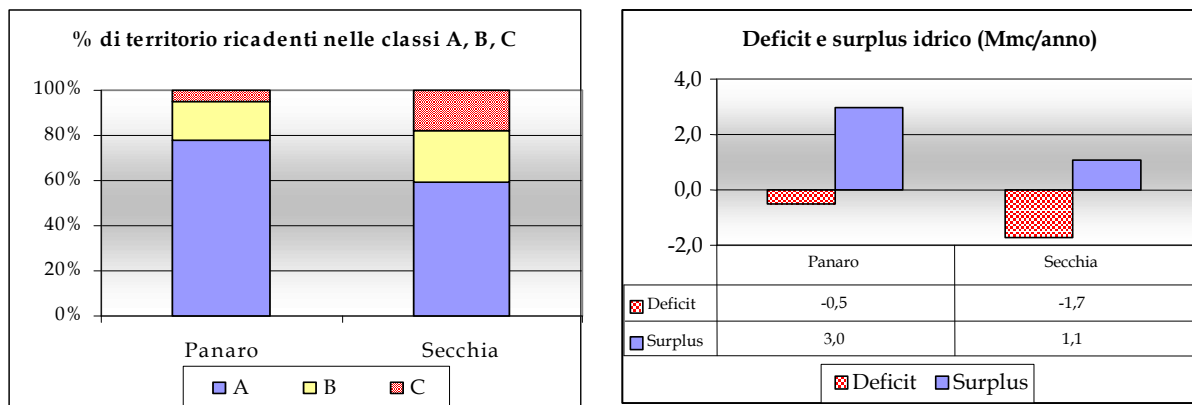 % di territorio ricadenti nelle classi A, B, C
100%
80%
60%
40%
20%
0%
Panaro Secchia
A B C
Deficit e surplus idrico (Mmc/anno)
4,0
2,0
0,0
-2,0
Panaro Secchia
Deficit -0,5 -1,7
Surplus 3,0 1,1
Deficit Surplus